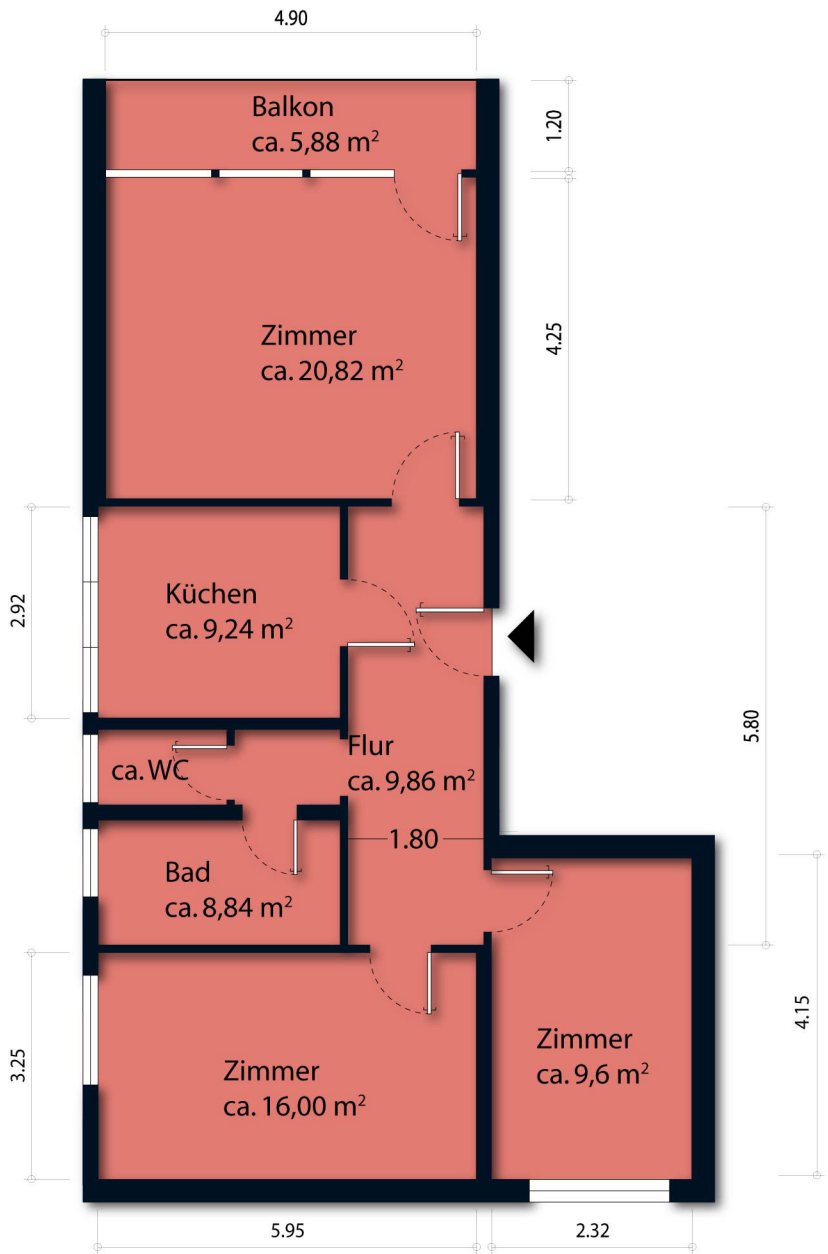 4.90
Balkon
ca. 5,88 m²
1.20
Zimmer
ca. 20,82 m²
4.25
Küchen
ca. 9,24 m²
2.92
5.80
ca. WC
Flur
ca. 9,86 m²
1.80
Bad
ca. 8,84 m²
Zimmer
ca. 16,00 m²
3.25
Zimmer
ca. 9,6 m²
4.15
5.95
2.32